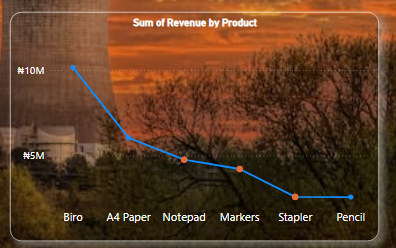 Sum of Revenue by Product
₦10M
₦5M
Biro A4 Paper Notepad Markers Stapler Pencil